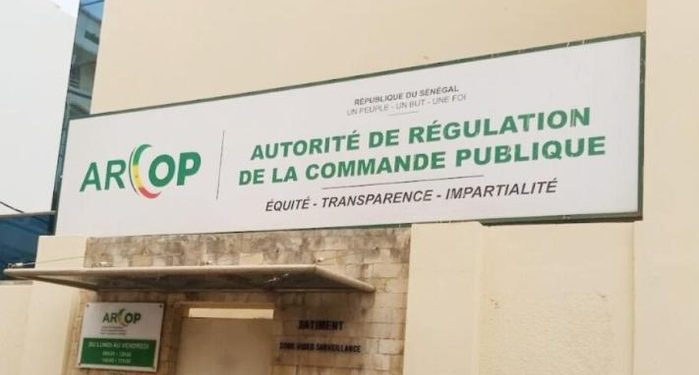 RÉPUBLIQUE DU SÉNÉGAL
UN PEUPLE - UN BUT - UNE FOI
ARCOP
AUTORITÉ DE RÉGULATION
DE LA COMMANDE PUBLIQUE
ÉQUITÉ - TRANSPARENCE - IMPARTIALITÉ
ARCOP
DU LUNDI AU VENDREDI
BATIMENT
SOUS VIDEO SURVEILLANCE